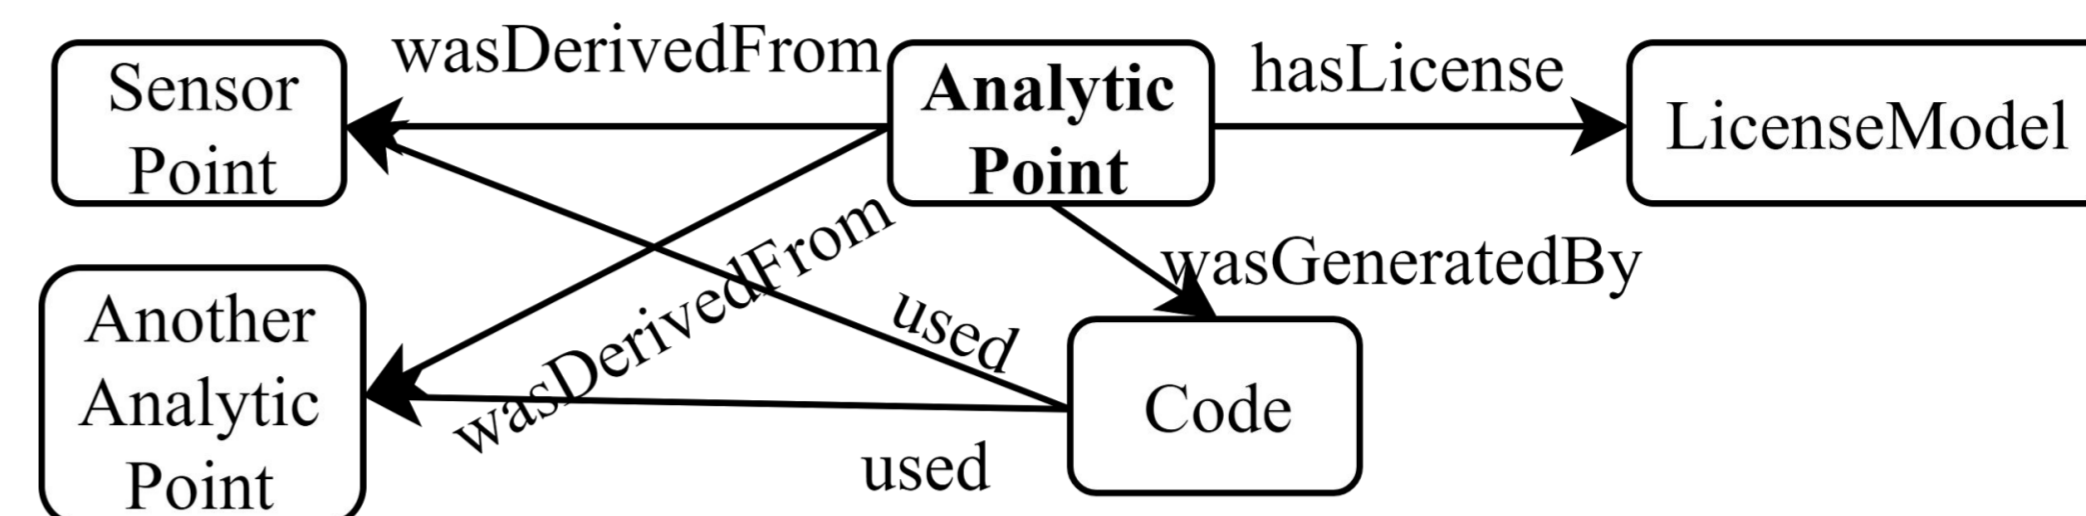 wasDerivedFrom
Sensor
Point
Analytic
Point
hasLicense
LicenseModel
wasDerivedFrom
wasGeneratedBy
used
Another
Analytic
Point
Code
used